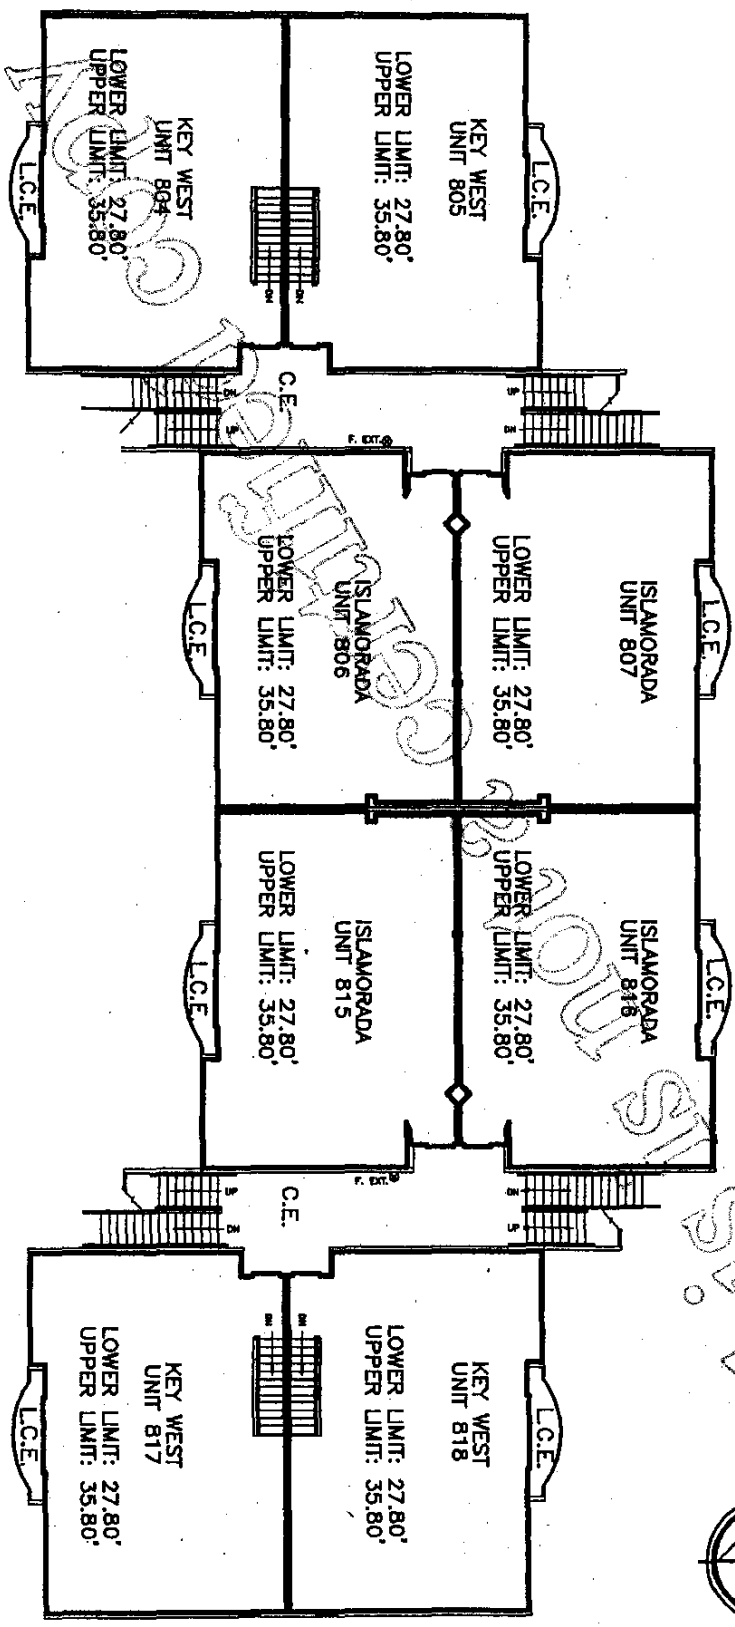 KEY WEST
UNIT 804
LOWER LIMIT: 27.80'
UPPER LIMIT: 35.80'
L.C.E.
KEY WEST
UNIT 805
LOWER LIMIT: 27.80'
UPPER LIMIT: 35.80'
L.C.E.
DN
DN
C.E.
DN
UP
UP
DN
F. EXT.
ISLAMORADA
UNIT 806
LOWER LIMIT: 27.80'
UPPER LIMIT: 35.80'
L.C.E.
ISLAMORADA
UNIT 807
LOWER LIMIT: 27.80'
UPPER LIMIT: 35.80'
L.C.E.
ISLAMORADA
UNIT 815
LOWER LIMIT: 27.80'
UPPER LIMIT: 35.80'
L.C.E.
ISLAMORADA
UNIT 816
LOWER LIMIT: 27.80'
UPPER LIMIT: 35.80'
L.C.E.
F. EXT.
C.E.
UP
DN
DN
UP
DN
DN
KEY WEST
UNIT 817
LOWER LIMIT: 27.80'
UPPER LIMIT: 35.80'
L.C.E.
KEY WEST
UNIT 818
LOWER LIMIT: 27.80'
UPPER LIMIT: 35.80'
L.C.E.